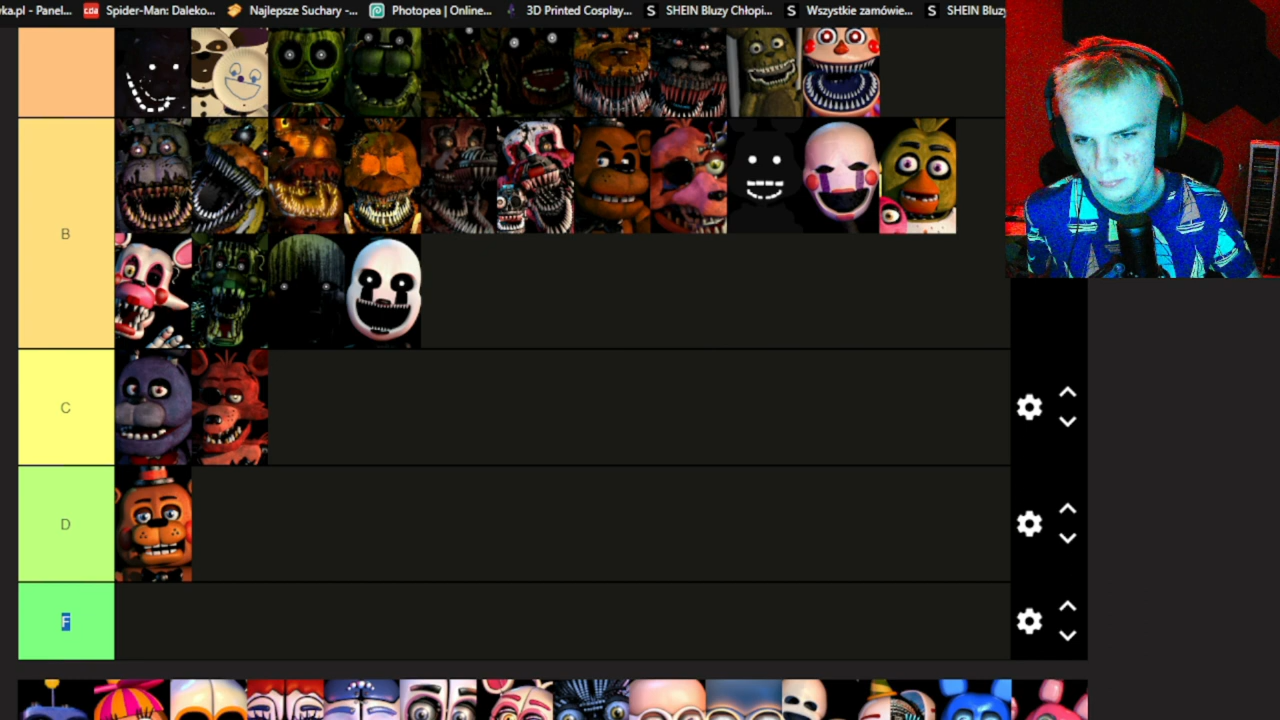 ka.pl - Panel... CDA Spider-Man: Daleko... Najlepsze Suchary -... Photopea | Online... 3D Printed Cosplay... S SHEIN Bluzy Chłopi... S Wszystkie zamówie... S SHEIN Bluzy
B
C
D
F